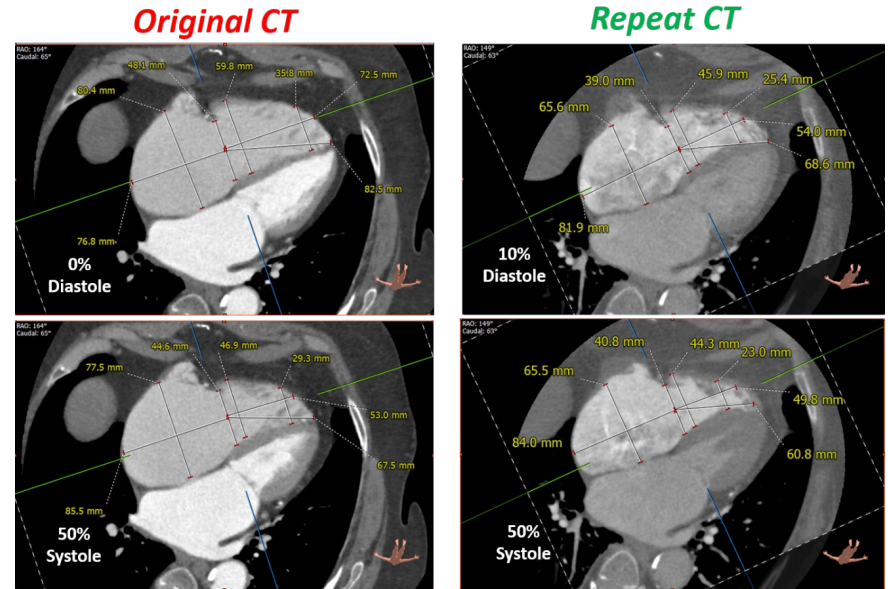 Original CT
Repeat CT
RAO: 164°
Caudal: 65°
48.1 mm
59.8 mm
35.8 mm
72.5 mm
80.4 mm
82.5 mm
76.8 mm
0%
Diastole
RAO: 149°
Caudal: 63°
39.0 mm
45.9 mm
25.4 mm
65.6 mm
54.0 mm
68.6 mm
81.9 mm
10%
Diastole
RAO: 164°
Caudal: 65°
44.6 mm
46.9 mm
29.3 mm
77.5 mm
53.0 mm
67.5 mm
85.5 mm
50%
Systole
RAO: 149°
Caudal: 63°
40.8 mm
44.3 mm
23.0 mm
65.5 mm
49.8 mm
84.0 mm
60.8 mm
50%
Systole